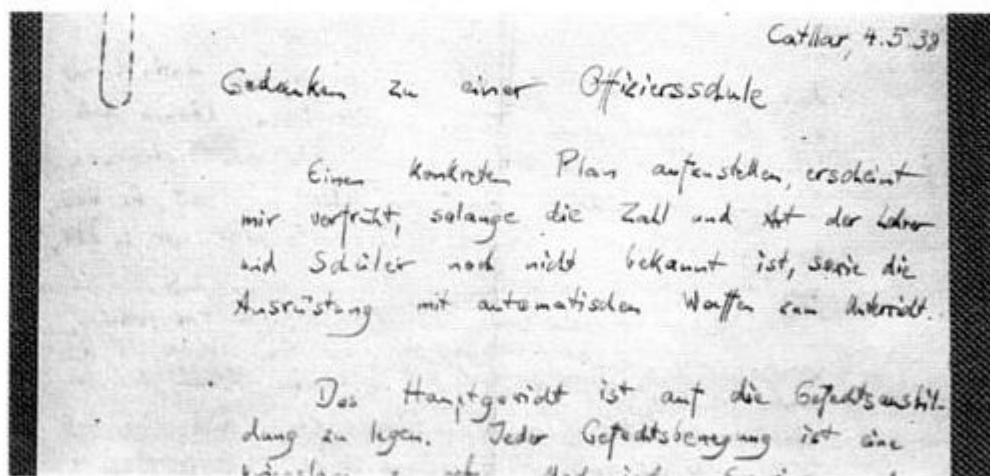 Catllar, 4.5.38
Gedanken zu einer Offiziersschule
Einen konkreten Plan aufzustellen, erscheint
mir verfrüht, solange die Zahl und Art der Lehrer
und Schüler noch nicht bekannt ist, sowie die
Ausrüstung mit automatischen Waffen zum Unterricht.
Das Hauptgewicht ist auf die Gefechtsausbil-
dung zu legen. Jeder Gefechtsbewegung ist eine